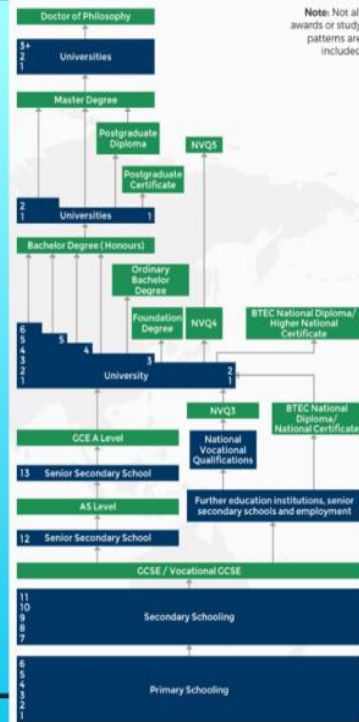 Doctor of Philosophy
Note: Not al
awards or study
patterns are
included
3+
2
1
Universities
Master Degree
Postgraduate
Diploma
NVQ5
Postgraduate
Certificate
2
1
Universities
1
Bachelor Degree (Honours)
Ordinary
Bachelor
Degree
Foundation
Degree
NVQ4
BTEC National Diploma/
Higher National
Certificate
6
5
4
3
2
1
5
4
3
2
1
University
NVQ3
BTEC National
Diploma/
National Certificate
GCE A Level
National
Vocational
Qualifications
13
Senior Secondary School
AS Level
Further education institutions, senior
secondary schools and employment
12
Senior Secondary School
GCSE / Vocational GCSE
11
10
9
8
7
Secondary Schooling
6
5
4
3
2
1
Primary Schooling